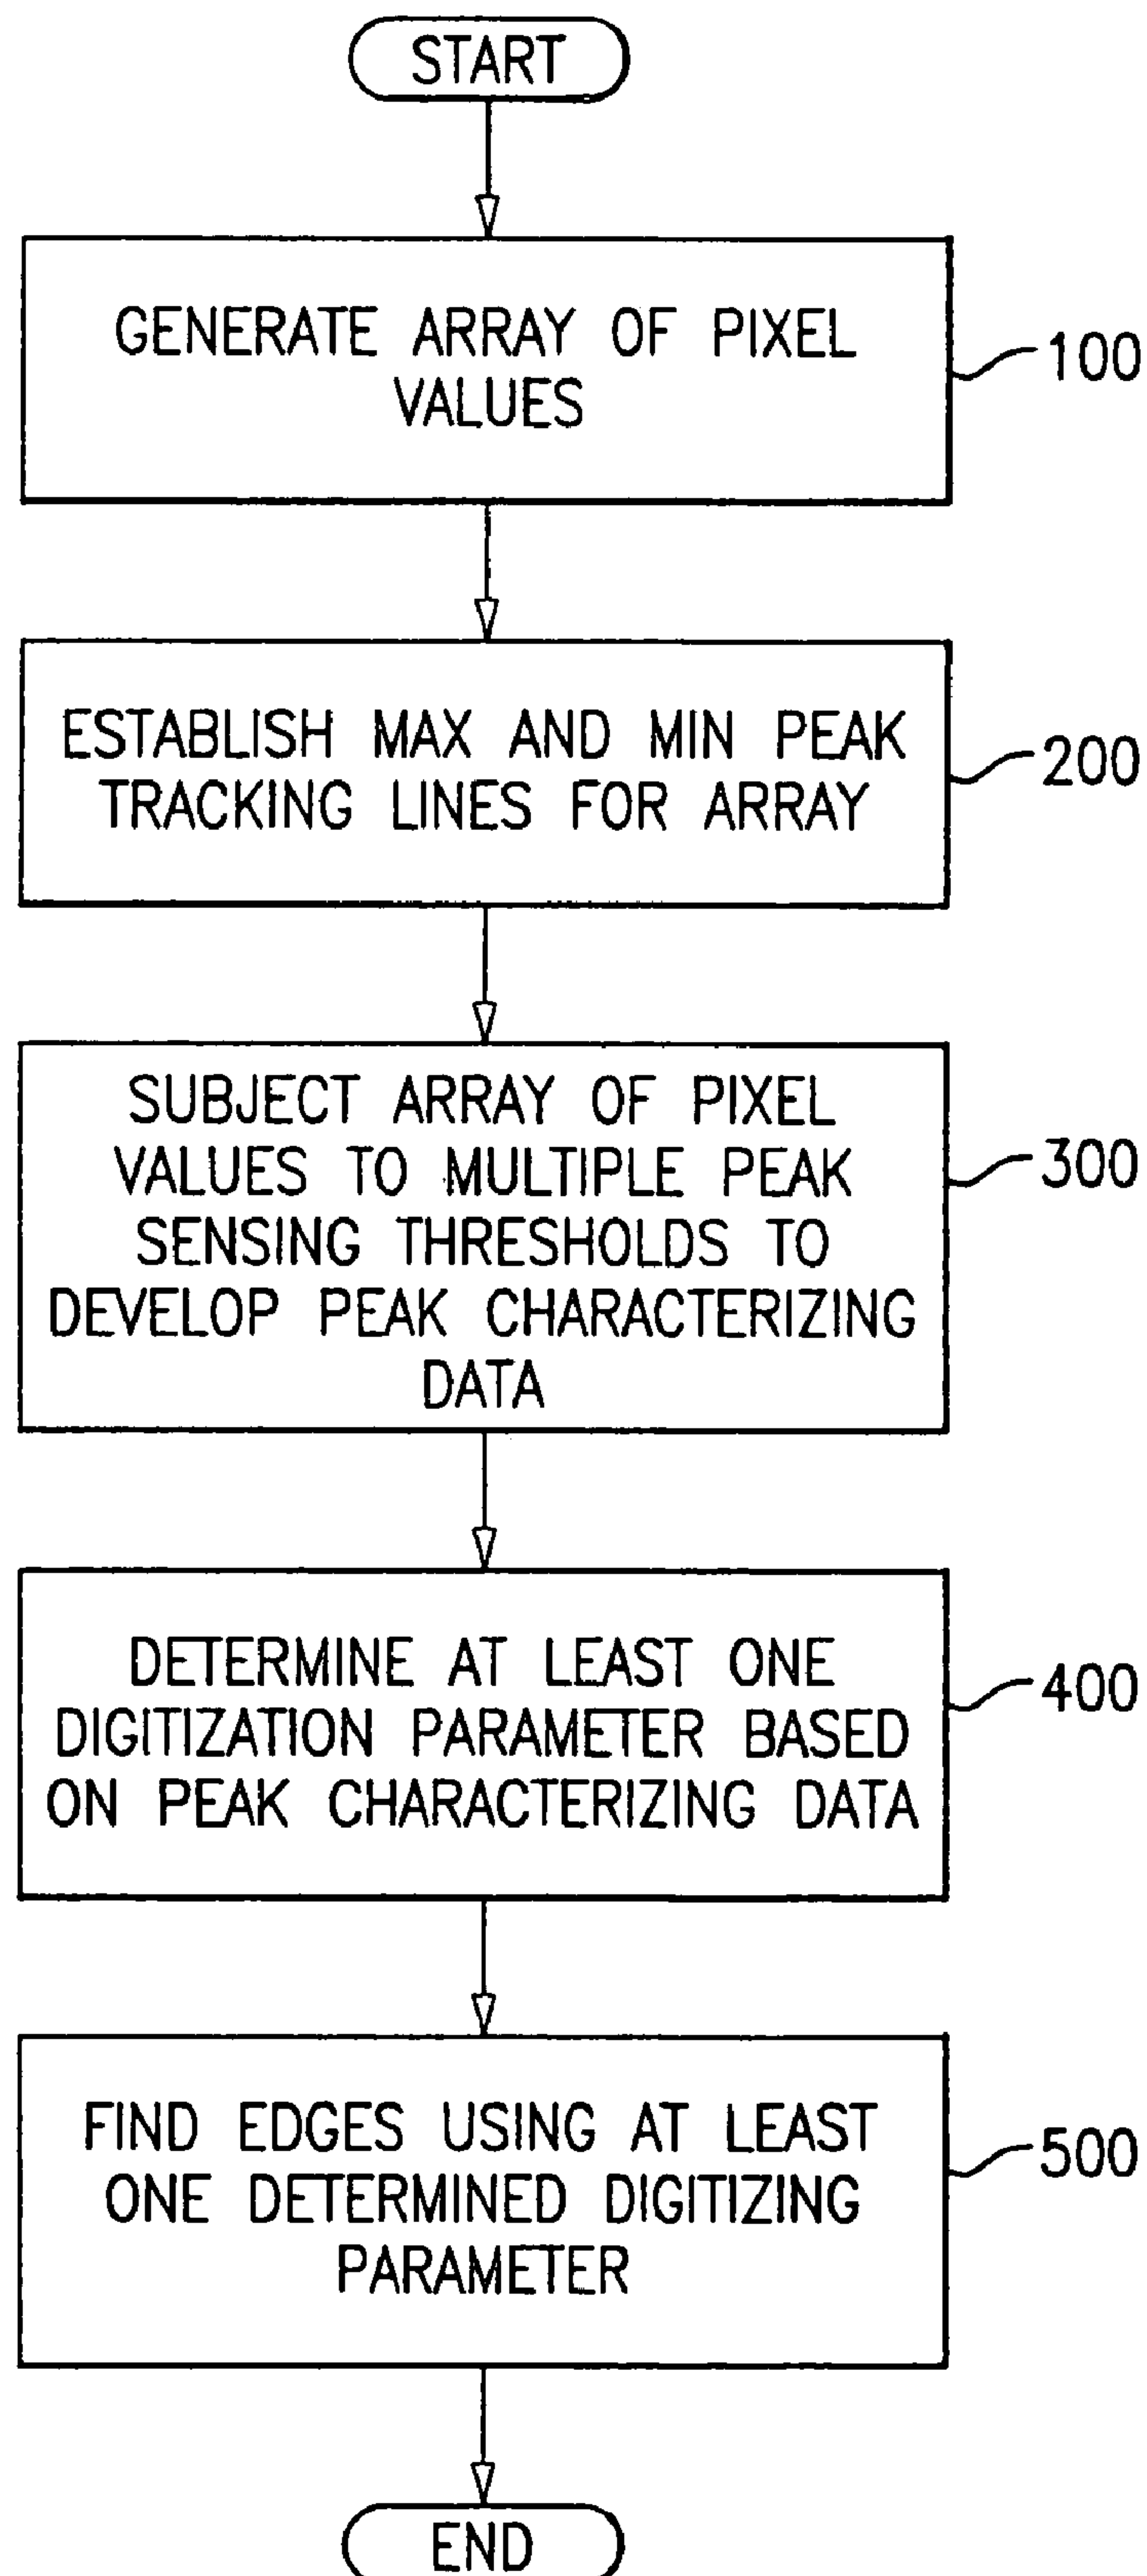 START
GENERATE ARRAY OF PIXEL
VALUES
100
ESTABLISH MAX AND MIN PEAK
TRACKING LINES FOR ARRAY
200
SUBJECT ARRAY OF PIXEL
VALUES TO MULTIPLE PEAK
SENSING THRESHOLDS TO
DEVELOP PEAK CHARACTERIZING
DATA
300
DETERMINE AT LEAST ONE
DIGITIZATION PARAMETER BASED
ON PEAK CHARACTERIZING DATA
400
FIND EDGES USING AT LEAST
ONE DETERMINED DIGITIZING
PARAMETER
500
END